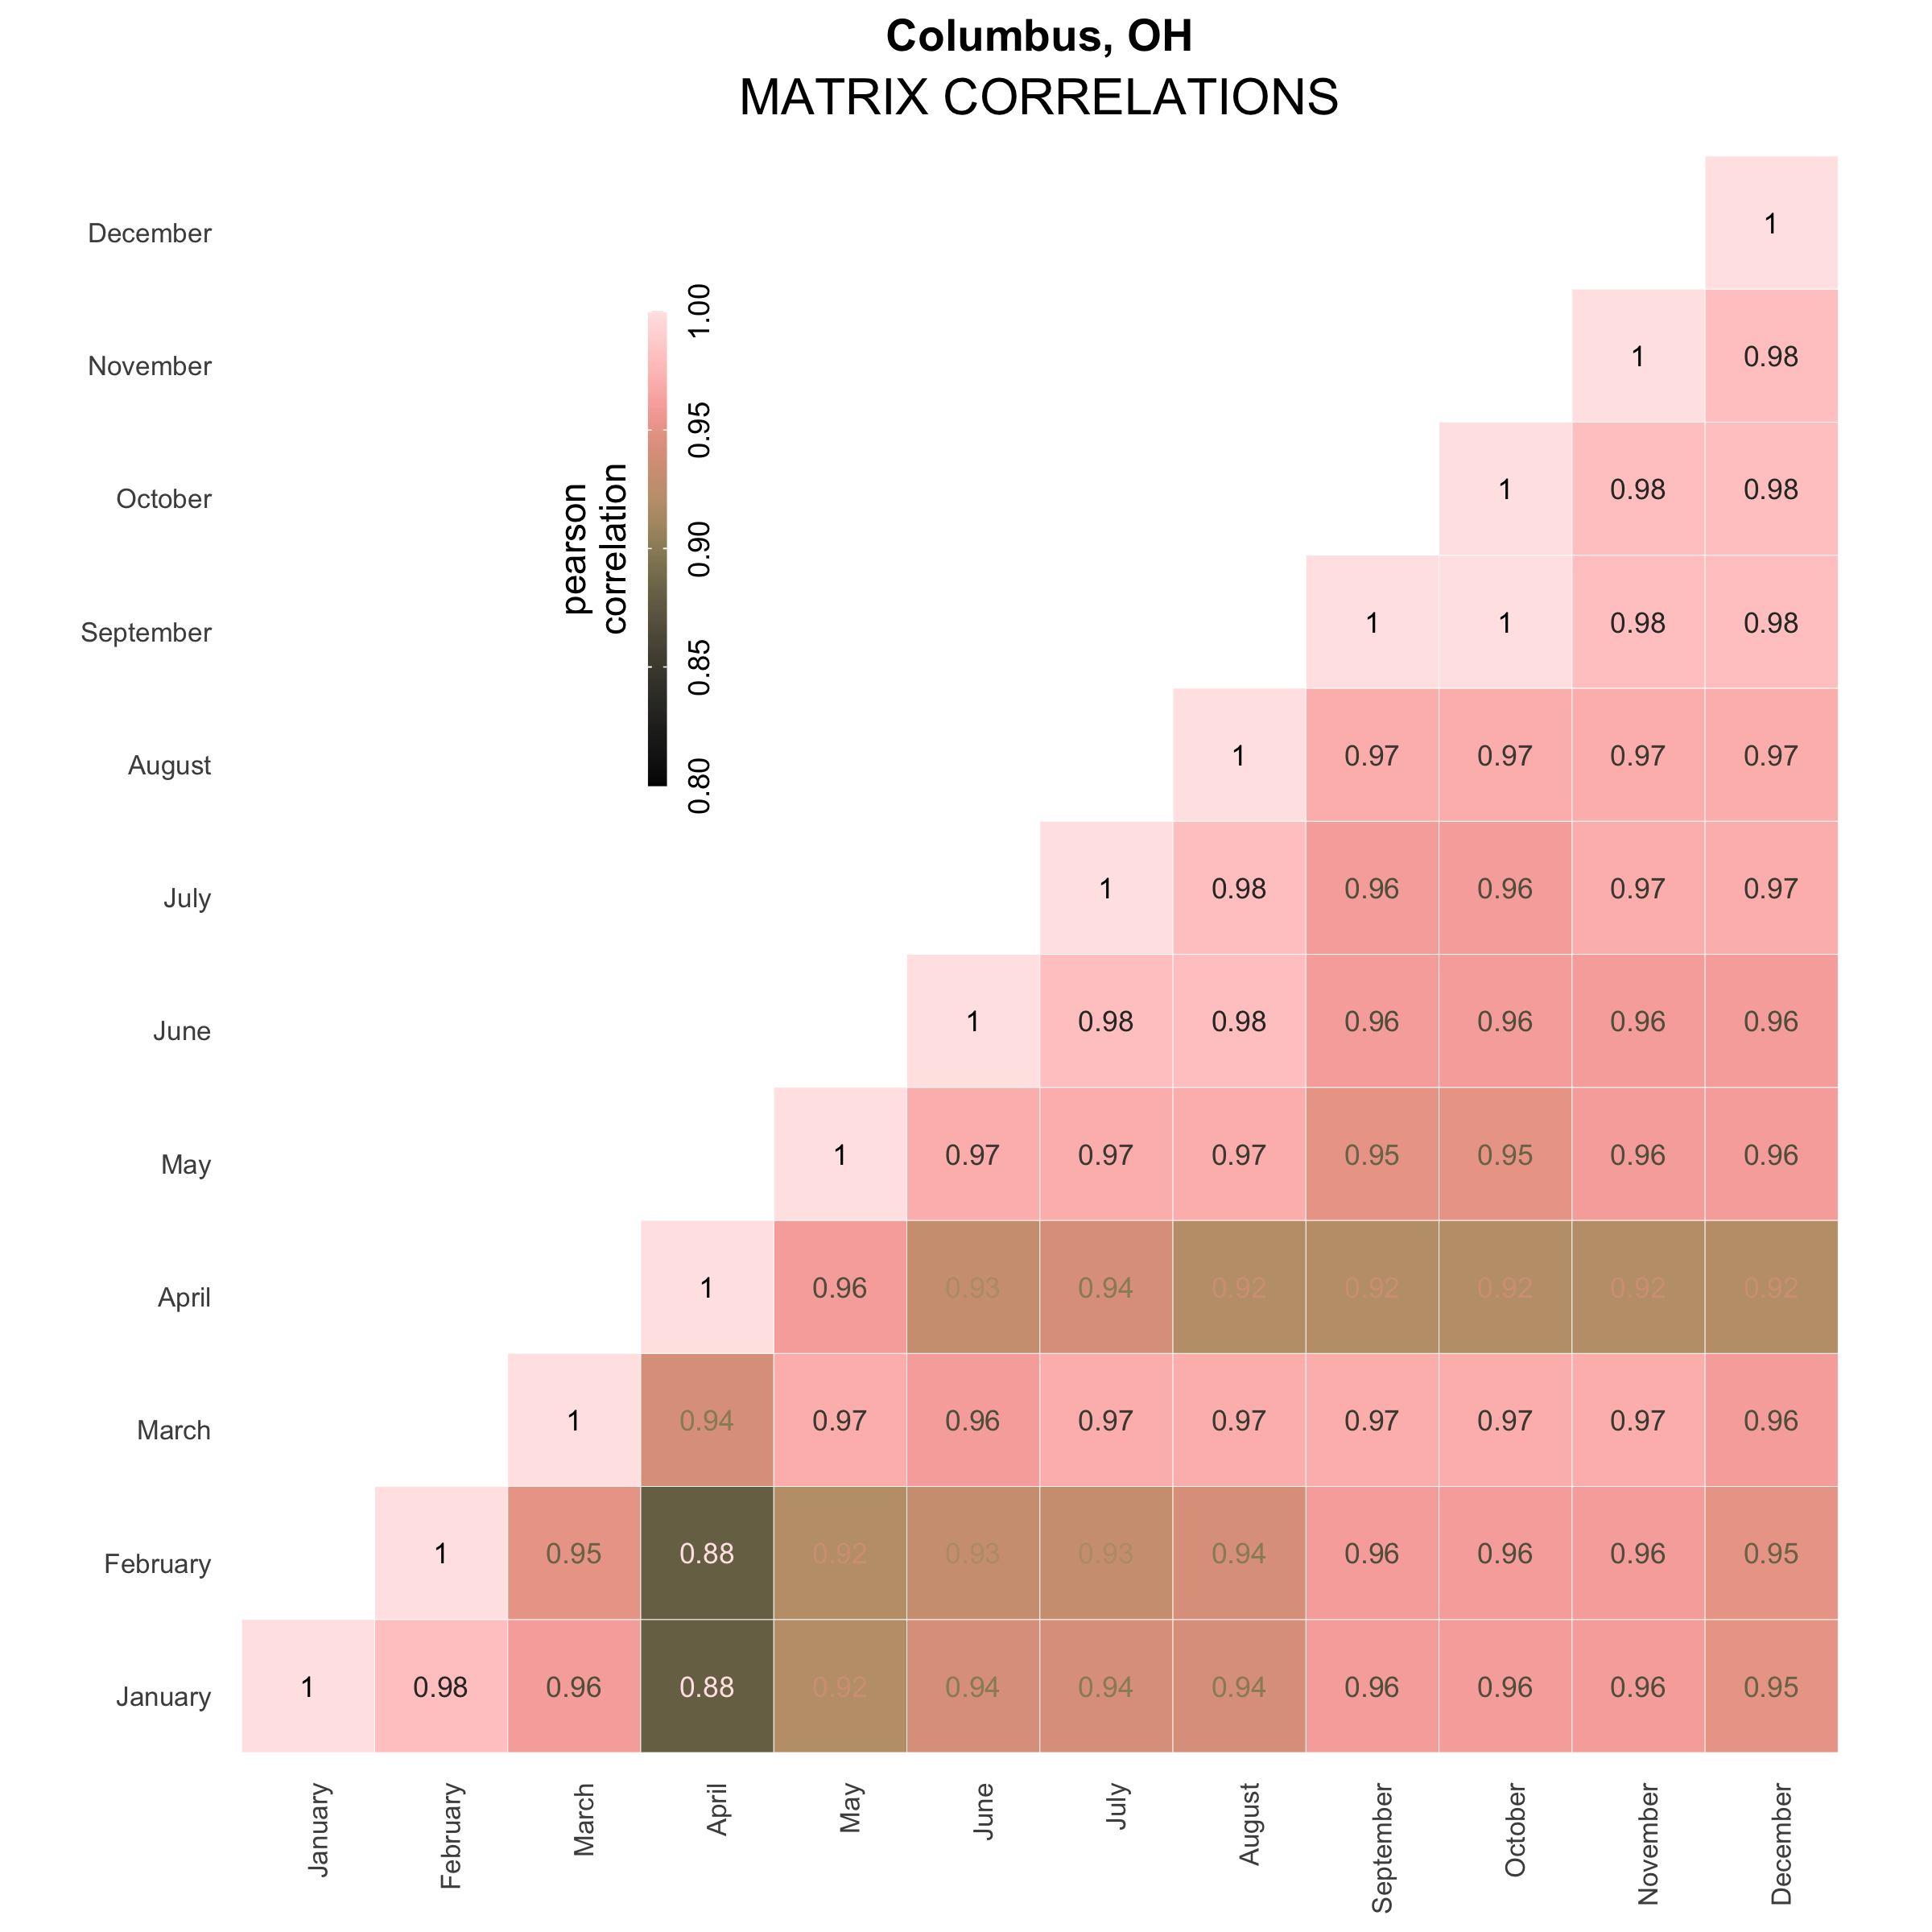 Columbus, OH
MATRIX CORRELATIONS
pearson
correlation
1.00
0.95
0.90
0.85
0.80
December 1
November 1 0.98
October 1 0.98 0.98
September 1 1 0.98 0.98
August 1 0.97 0.97 0.97 0.97
July 1 0.98 0.96 0.96 0.97 0.97
June 1 0.98 0.98 0.96 0.96 0.96 0.96
May 1 0.97 0.97 0.97 0.95 0.95 0.96 0.96
April 1 0.96 0.93 0.94 0.92 0.92 0.92 0.92 0.92
March 1 0.94 0.97 0.96 0.97 0.97 0.97 0.97 0.97 0.96
February 1 0.95 0.88 0.92 0.93 0.93 0.94 0.96 0.96 0.96 0.95
January 1 0.98 0.96 0.88 0.92 0.94 0.94 0.94 0.96 0.96 0.96 0.95
January February March April May June July August September October November December